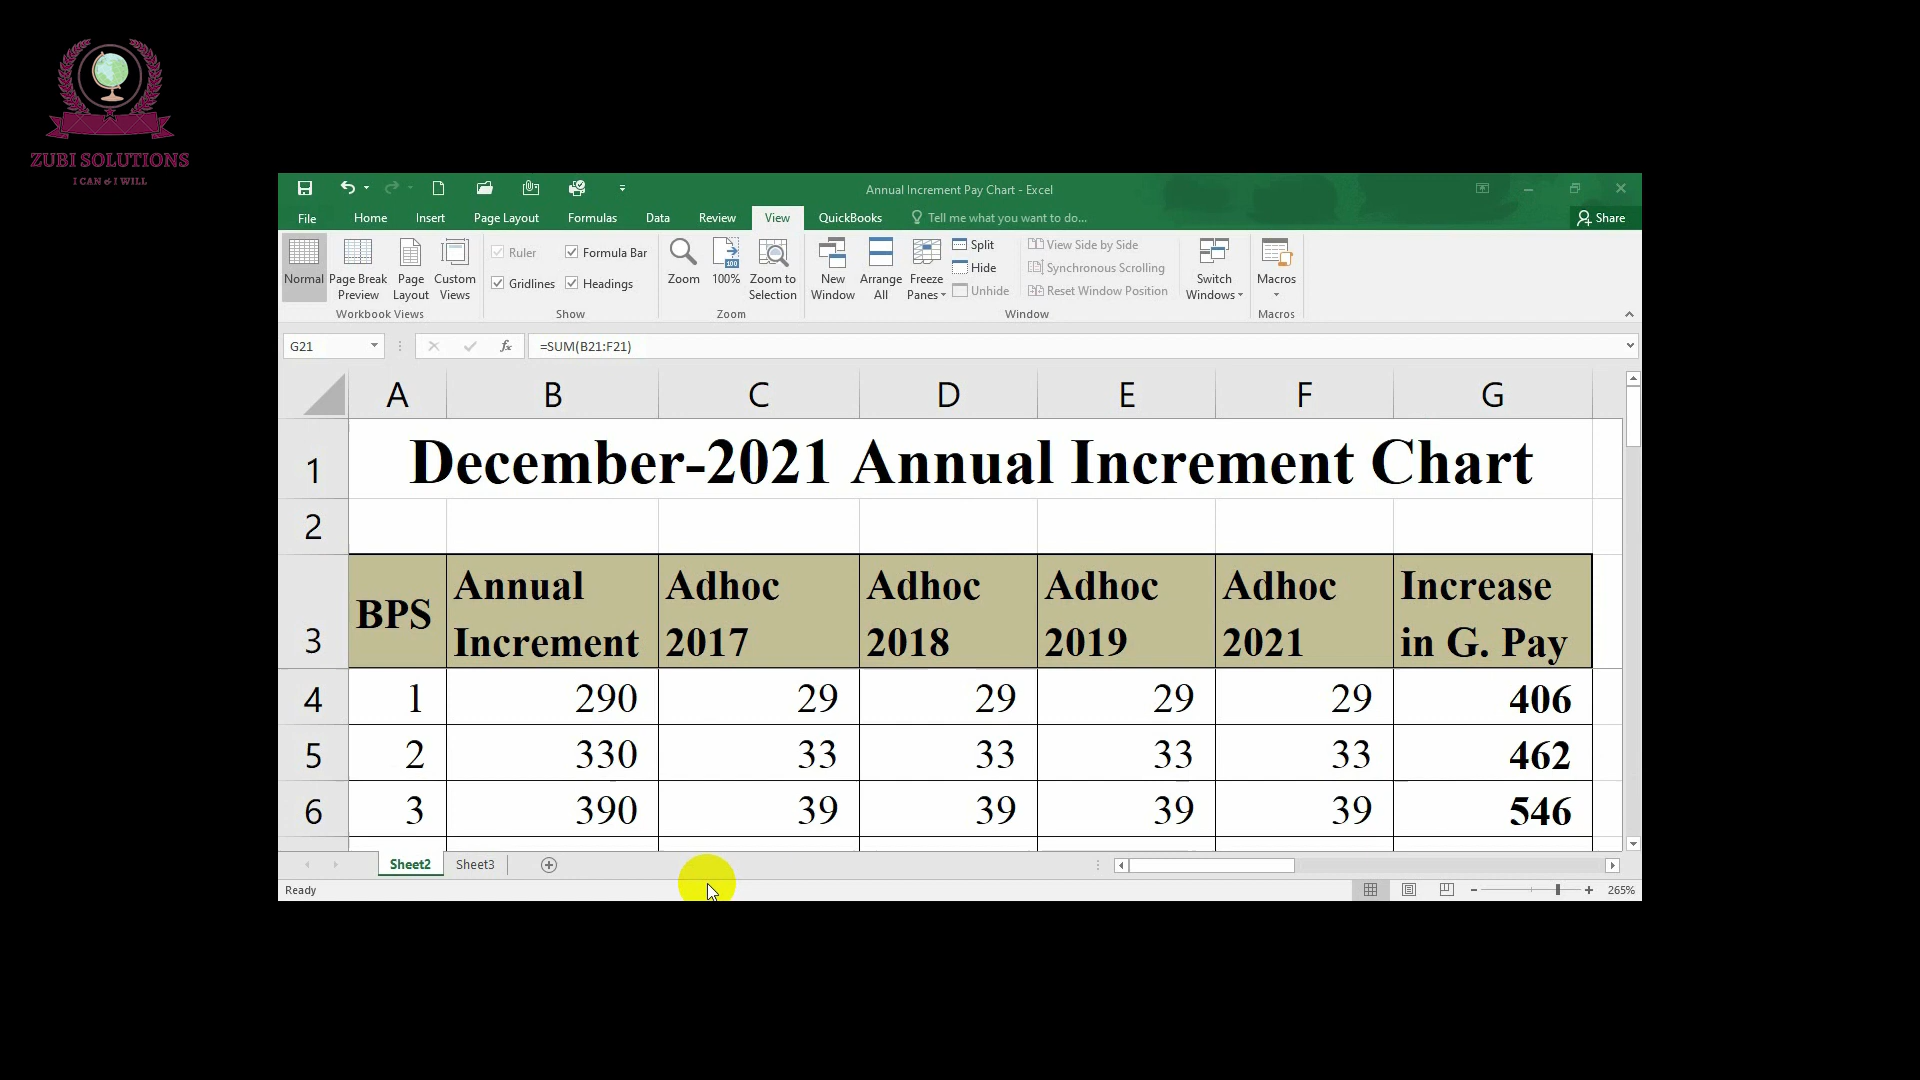 ZUBI SOLUTIONS
I CAN & I WILL
Annual Increment Pay Chart - Excel
File Home Insert Page Layout Formulas Data Review View QuickBooks Tell me what you want to do... Share
Normal
Page Break Preview
Page Layout
Custom Views
Workbook Views
Ruler
Formula Bar
Gridlines
Headings
Show
Zoom
100%
Zoom to Selection
Zoom
New Window
Arrange All
Freeze Panes
Split
Hide
Unhide
View Side by Side
Synchronous Scrolling
Reset Window Position
Window
Switch Windows
Macros
Macros
G21 fx =SUM(B21:F21)
A B C D E F G
1 December-2021 Annual Increment Chart
2
3 BPS Annual Increment Adhoc 2017 Adhoc 2018 Adhoc 2019 Adhoc 2021 Increase in G. Pay
4 1 290 29 29 29 29 406
5 2 330 33 33 33 33 462
6 3 390 39 39 39 39 546
Sheet2 Sheet3
Ready 265%